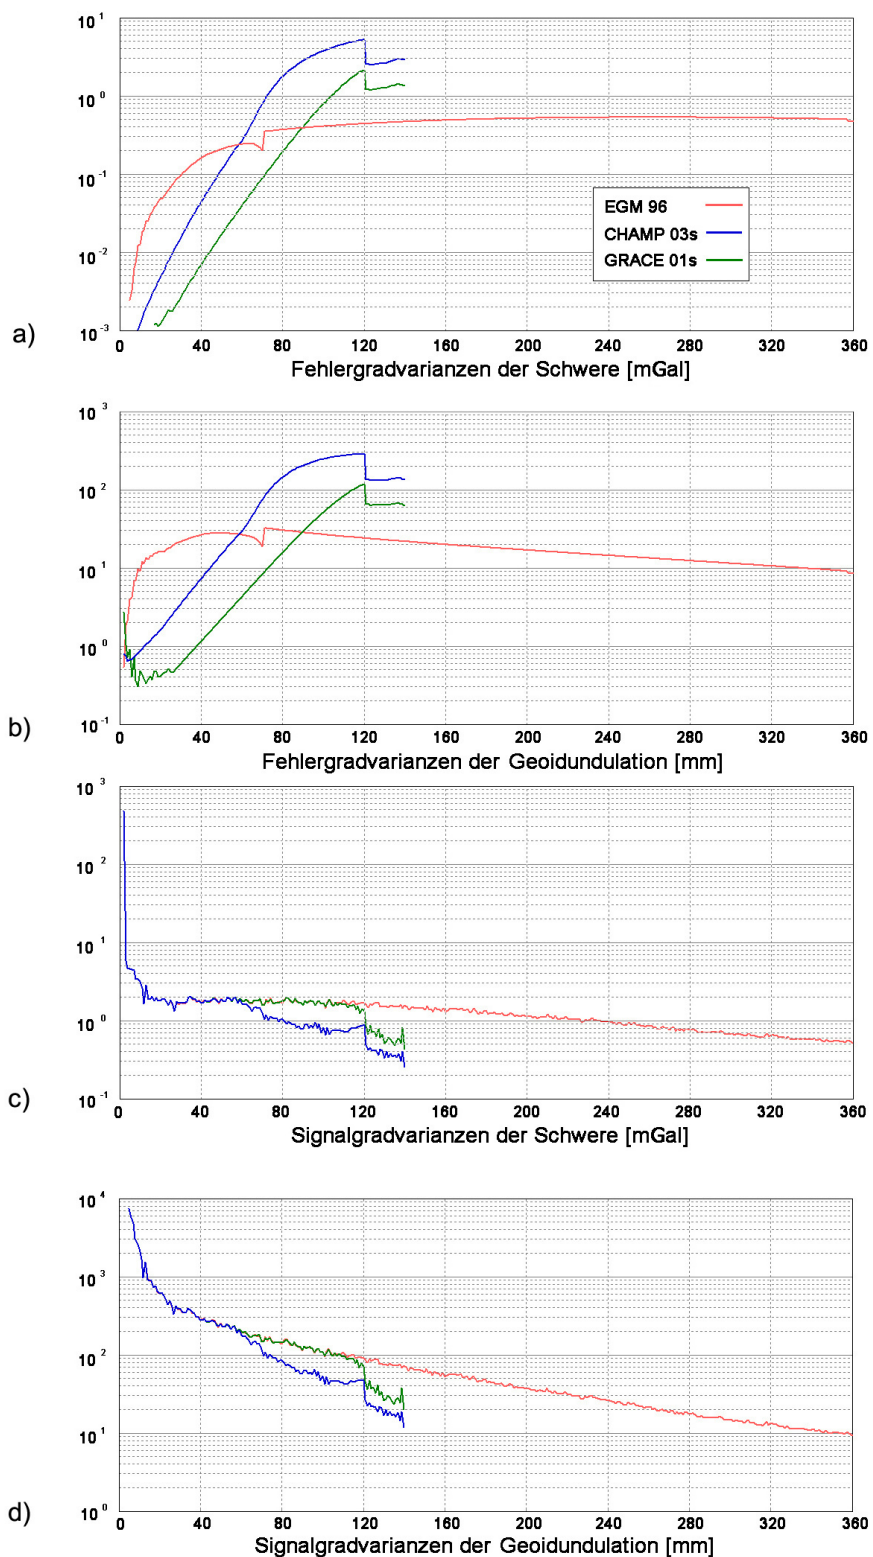 10 1
10 0
10 -1
10 -2
10 -3
a)
EGM 96
CHAMP 03s
GRACE 01s
0 40 80 120 160 200 240 280 320 360
Fehlergradvarianzen der Schwere [mGal]
10 3
10 2
10 1
10 0
10 -1
b)
0 40 80 120 160 200 240 280 320 360
Fehlergradvarianzen der Geoidundulation [mm]
10 3
10 2
10 1
10 0
10 -1
c)
0 40 80 120 160 200 240 280 320 360
Signalgradvarianzen der Schwere [mGal]
10 4
10 3
10 2
10 1
10 0
d)
0 40 80 120 160 200 240 280 320 360
Signalgradvarianzen der Geoidundulation [mm]